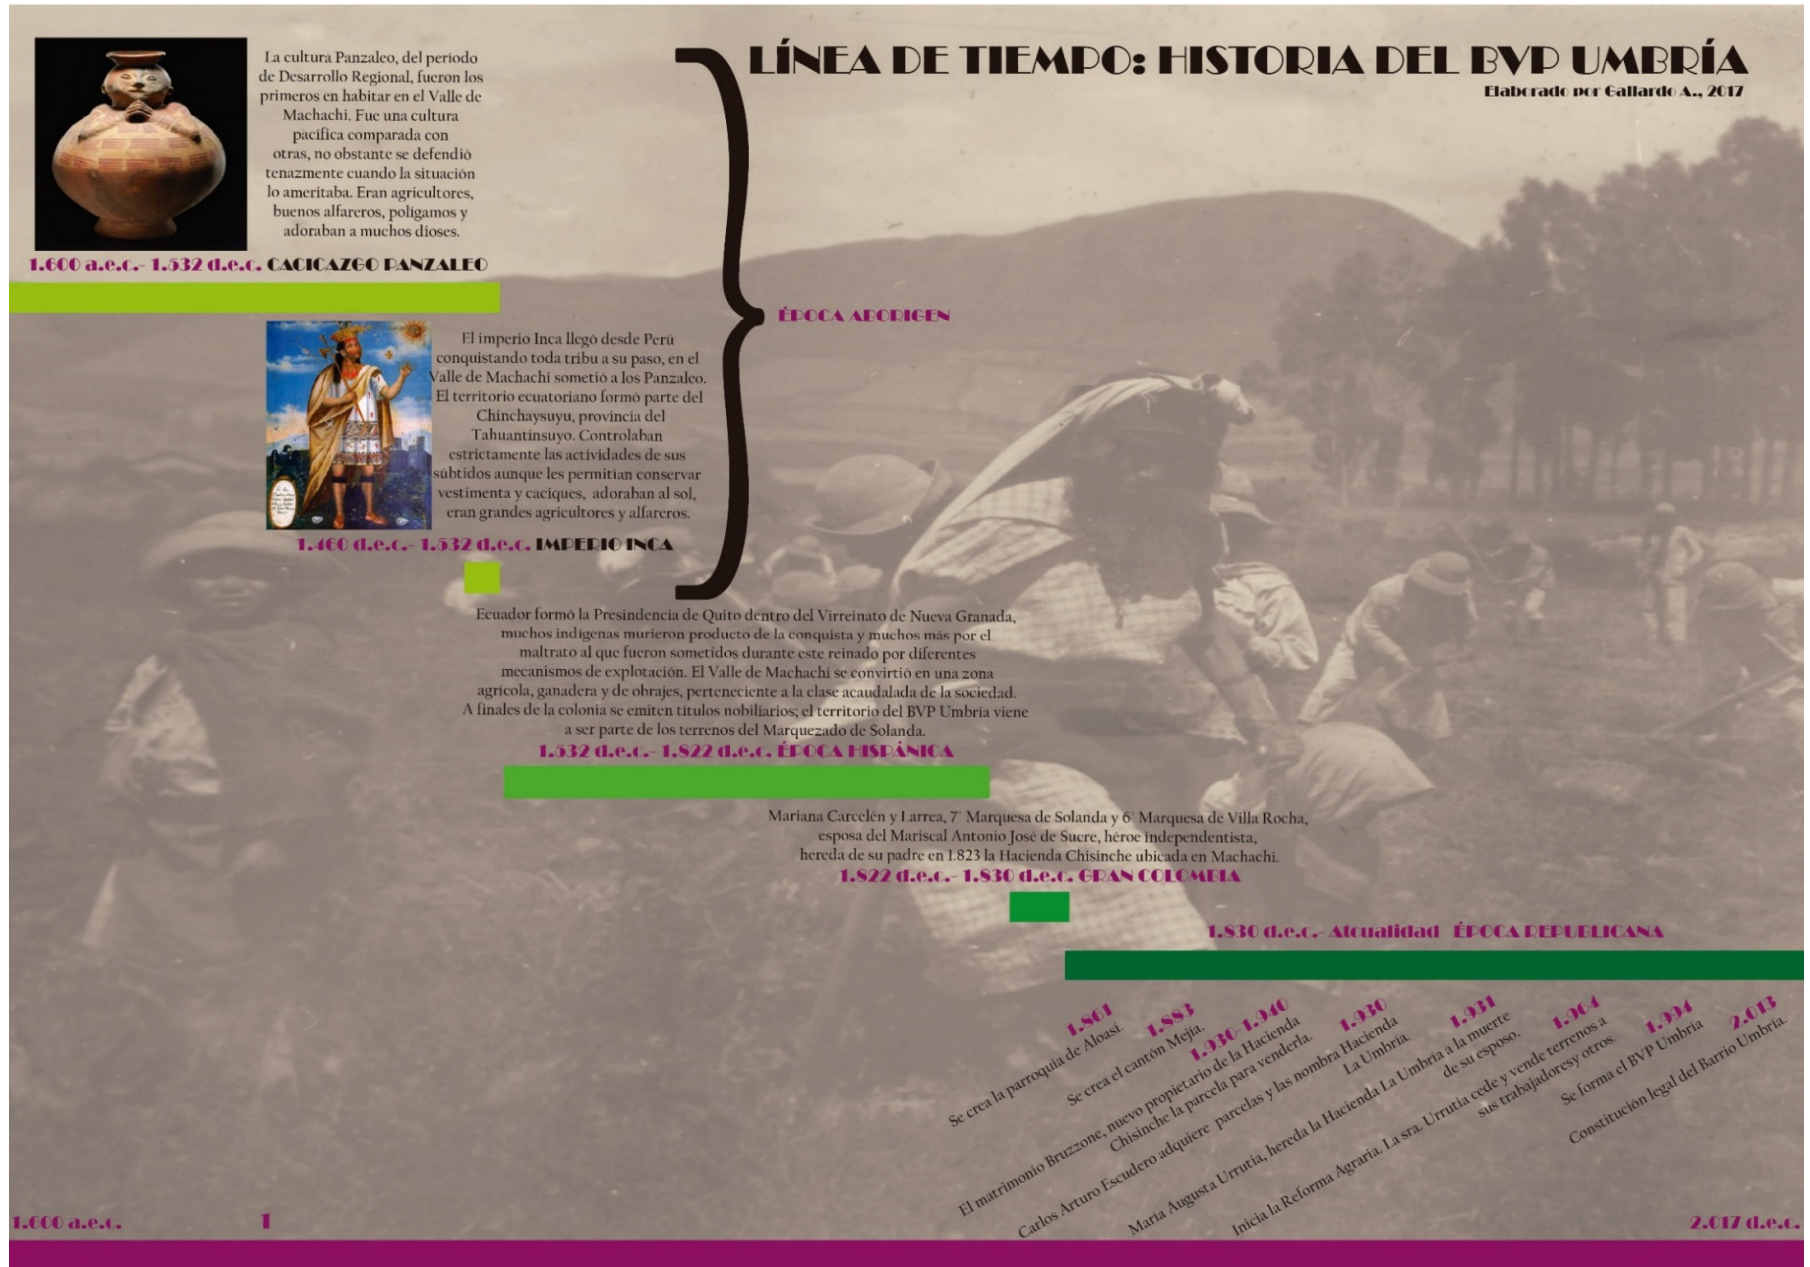 LÍNEA DE TIEMPO: HISTORIA DEL BVP UMBRÍA
Elaborado por Gallardo A., 2017
La cultura Panzaleo, del período
de Desarrollo Regional, fueron los
primeros en habitar en el Valle de
Machachi. Fue una cultura
pacífica comparada con
otras, no obstante se defendió
tenazmente cuando la situación
lo ameritaba. Eran agricultores,
buenos alfareros, polígamos y
adoraban a muchos dioses.
1.600 a.e.c.- 1.532 d.e.c. CACICAZGO PANZALEO
ÉPOCA ABORIGEN
El imperio Inca llegó desde Perú
conquistando toda tribu a su paso, en el
Valle de Machachi sometió a los Panzaleo.
El territorio ecuatoriano formó parte del
Chinchaysuyu, provincia del
Tahuantinsuyo. Controlaban
estrictamente las actividades de sus
súbtidos aunque les permitían conservar
vestimenta y caciques, adoraban al sol,
eran grandes agricultores y alfareros.
1.460 d.e.c.- 1.532 d.e.c. IMPERIO INCA
Ecuador formó la Presindencia de Quito dentro del Virreinato de Nueva Granada,
muchos indígenas murieron producto de la conquista y muchos más por el
maltrato al que fueron sometidos durante este reinado por diferentes
mecanismos de explotación. El Valle de Machachi se convirtió en una zona
agrícola, ganadera y de obrajes, perteneciente a la clase acaudalada de la sociedad.
A finales de la colonia se emiten títulos nobiliarios; el territorio del BVP Umbría viene
a ser parte de los terrenos del Marquezado de Solanda.
1.532 d.e.c.- 1.822 d.e.c. ÉPOCA HISPÁNICA
Mariana Carcelén y Larrea, 7° Marquesa de Solanda y 6° Marquesa de Villa Rocha,
esposa del Mariscal Antonio José de Sucre, héroe independentista,
hereda de su padre en 1.823 la Hacienda Chisinche ubicada en Machachi.
1.822 d.e.c.- 1.830 d.e.c. GRAN COLOMBIA
1.830 d.e.c.- Atcualidad ÉPOCA REPUBLICANA
1.861
Se crea la parroquia de Aloasí.
1.883
Se crea el cantón Mejía.
1.930-1.940
El matrimonio Bruzzone, nuevo propietario de la Hacienda
Chisinche la parcela para venderla.
1.930
Carlos Arturo Escudero adquiere parcelas y las nombra Hacienda
La Umbría.
1.931
María Augusta Urrutia, hereda la Hacienda La Umbría a la muerte
de su esposo.
1.964
Inicia la Reforma Agraria. La sra. Urrutia cede y vende terrenos a
sus trabajadoresy otros.
1.994
Se forma el BVP Umbría
2.013
Constitución legal del Barrio Umbría.
1.600 a.e.c.
1
2.017 d.e.c.